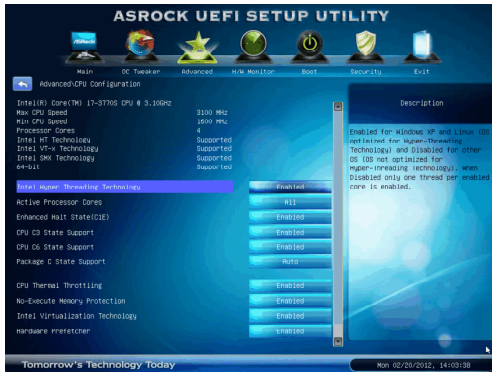 ASROCK UEFI SETUP UTILITY
ASRock
Main OC Tweaker Advanced H/W Monitor Boot Security Exit
Advanced\CPU Configuration
Description
Intel(R) Core(TM) i7-3770S CPU @ 3.10GHz
Max CPU Speed 3100 MHz
Min CPU Speed 1600 MHz
Processor Cores 4
Intel HT Technology Supported
Intel VT-x Technology Supported
Intel SMX Technology Supported
64-bit Supported
Enabled for Windows XP and Linux (OS
optimized for Hyper-Threading
Technology) and Disabled for other
OS (OS not optimized for
Hyper-Threading Technology). When
Disabled only one thread per enabled
core is enabled.
Intel Hyper Threading Technology Enabled
Active Processor Cores All
Enhanced Halt State(C1E) Enabled
CPU C3 State Support Enabled
CPU C6 State Support Enabled
Package C State Support Auto
CPU Thermal Throttling Enabled
No-Execute Memory Protection Enabled
Intel Virtualization Technology Enabled
Hardware Prefetcher Enabled
Tomorrow's Technology Today
Mon 02/20/2012, 14:03:38